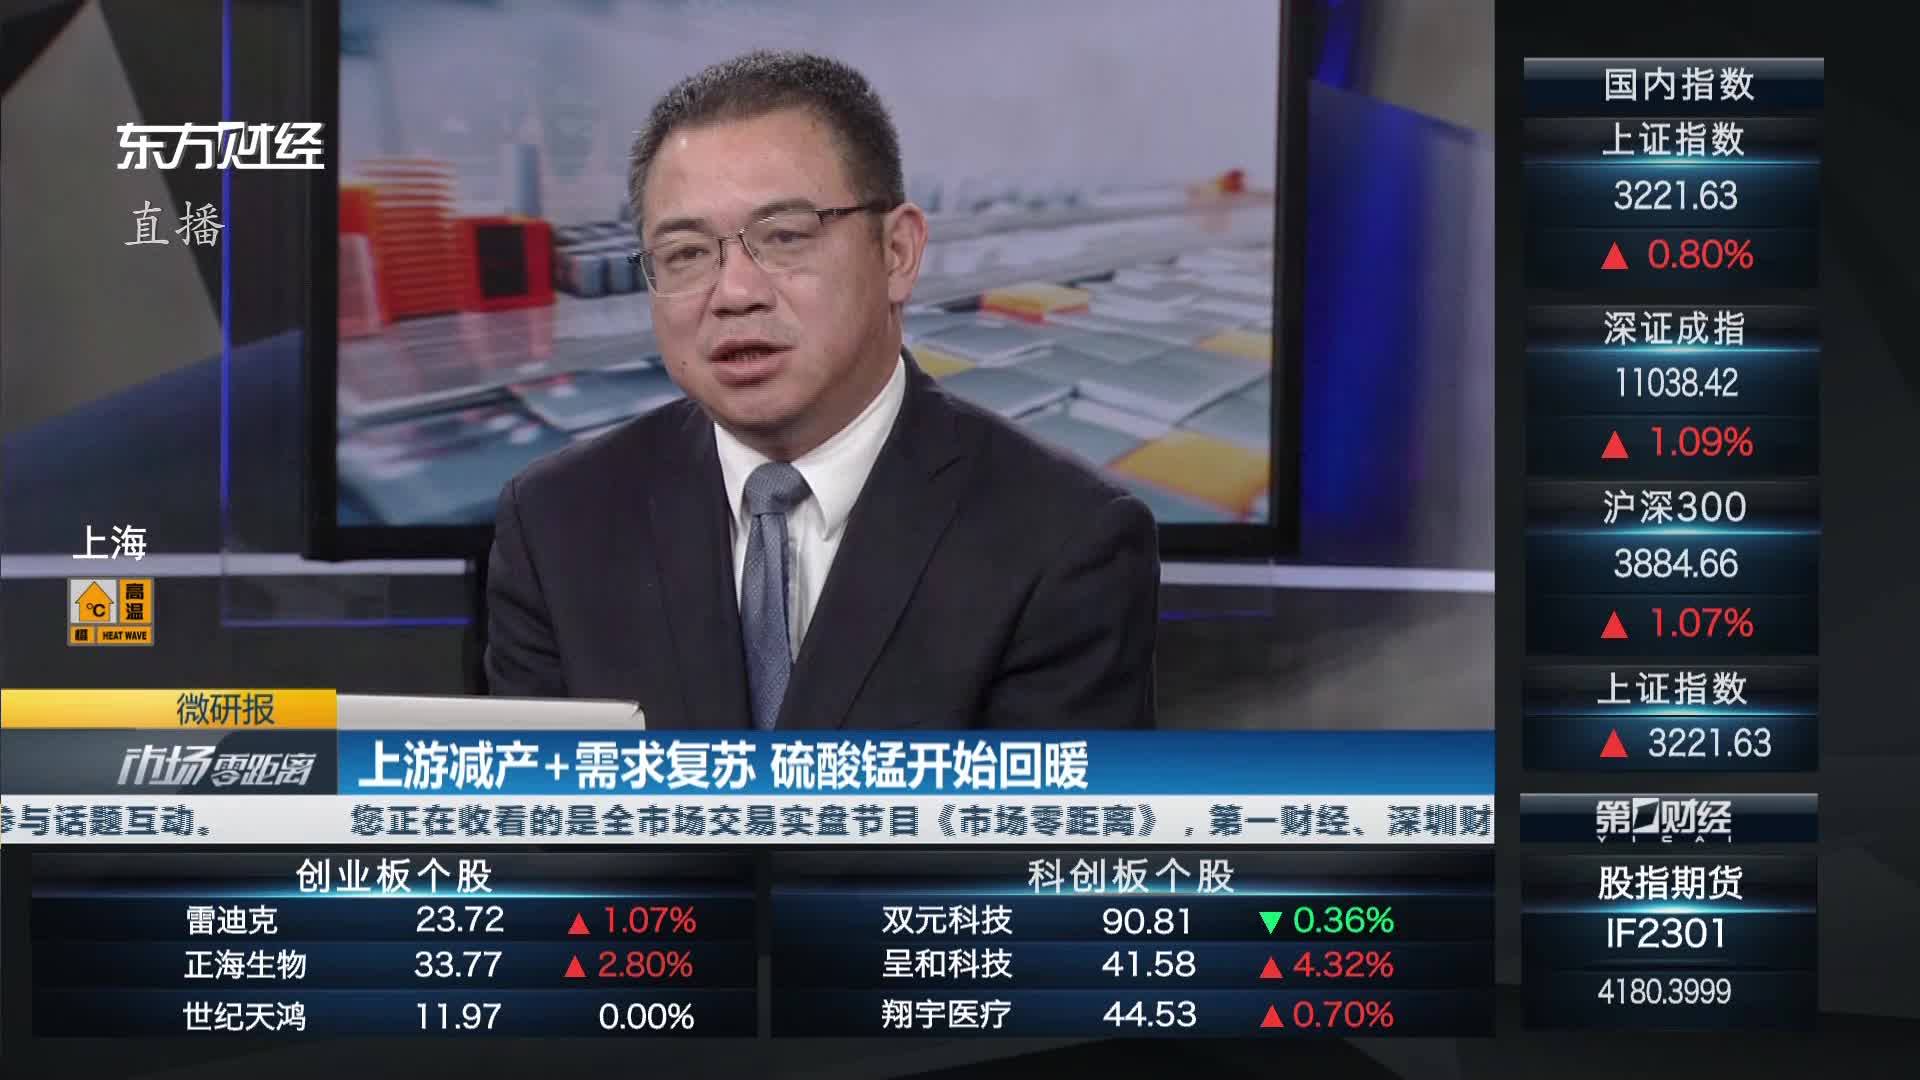 东方财经
直播
上海
°C
高温
橙 HEAT WAVE
微研报
市场零距离
上游减产+需求复苏 硫酸锰开始回暖
参与话题互动。 您正在收看的是全市场交易实盘节目《市场零距离》，第一财经、深圳财
创业板个股
雷迪克 23.72 ▲ 1.07%
正海生物 33.77 ▲ 2.80%
世纪天鸿 11.97 0.00%
科创板个股
双元科技 90.81 ▼ 0.36%
呈和科技 41.58 ▲ 4.32%
翔宇医疗 44.53 ▲ 0.70%
国内指数
上证指数
3221.63
▲ 0.80%
深证成指
11038.42
▲ 1.09%
沪深300
3884.66
▲ 1.07%
上证指数
▲ 3221.63
第一财经
YICAI
股指期货
IF2301
4180.3999